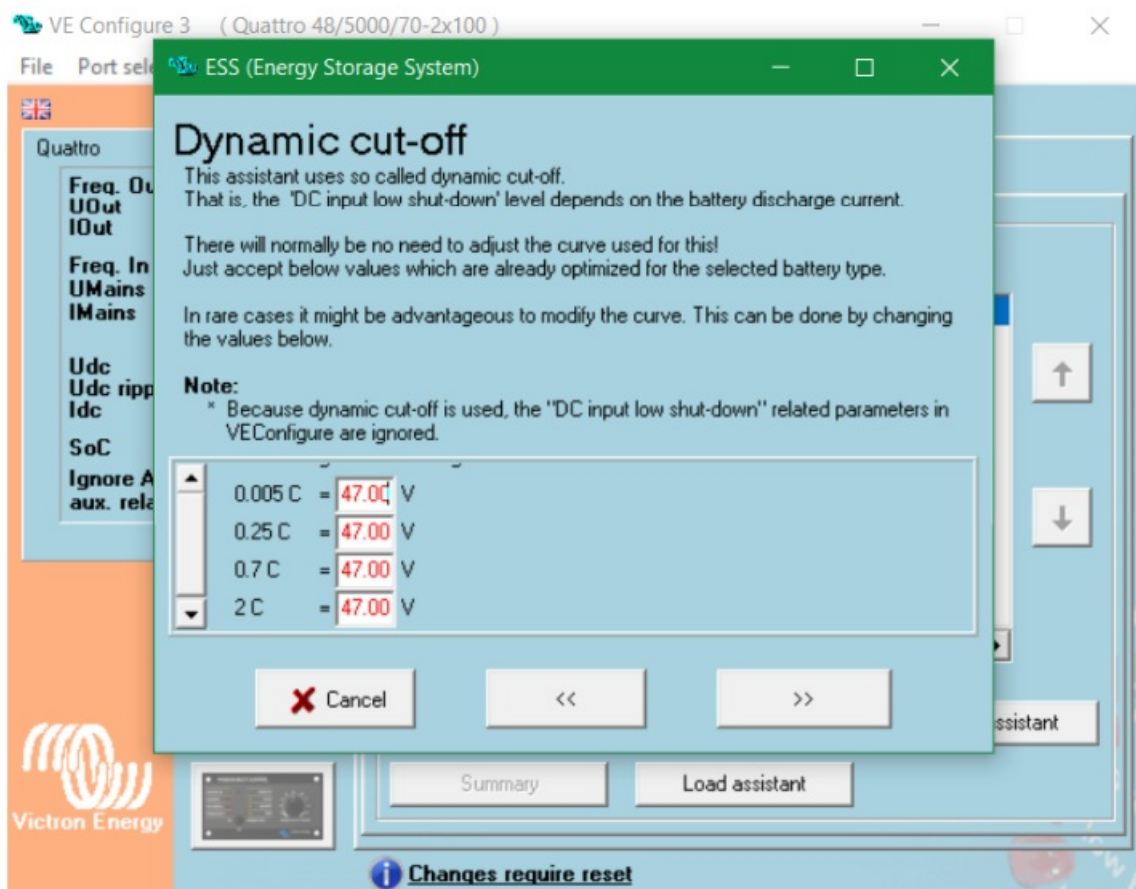 VE Configure 3 ( Quattro 48/5000/70-2x100 )
File Port sele
ESS (Energy Storage System)
Quattro
Freq. Ou
UOut
IOut
Freq. In
UMains
IMains
Udc
Udc ripp
Idc
SoC
Ignore A
aux. rela
Dynamic cut-off
This assistant uses so called dynamic cut-off.
That is, the 'DC input low shut-down' level depends on the battery discharge current.
There will normally be no need to adjust the curve used for this!
Just accept below values which are already optimized for the selected battery type.
In rare cases it might be advantageous to modify the curve. This can be done by changing
the values below.
Note:
* Because dynamic cut-off is used, the "DC input low shut-down" related parameters in
VEConfigure are ignored.
0.005 C = 47.00 V
0.25 C = 47.00 V
0.7 C = 47.00 V
2 C = 47.00 V
Cancel
<<
>>
ssistant
Summary
Load assistant
Victron Energy
Changes require reset